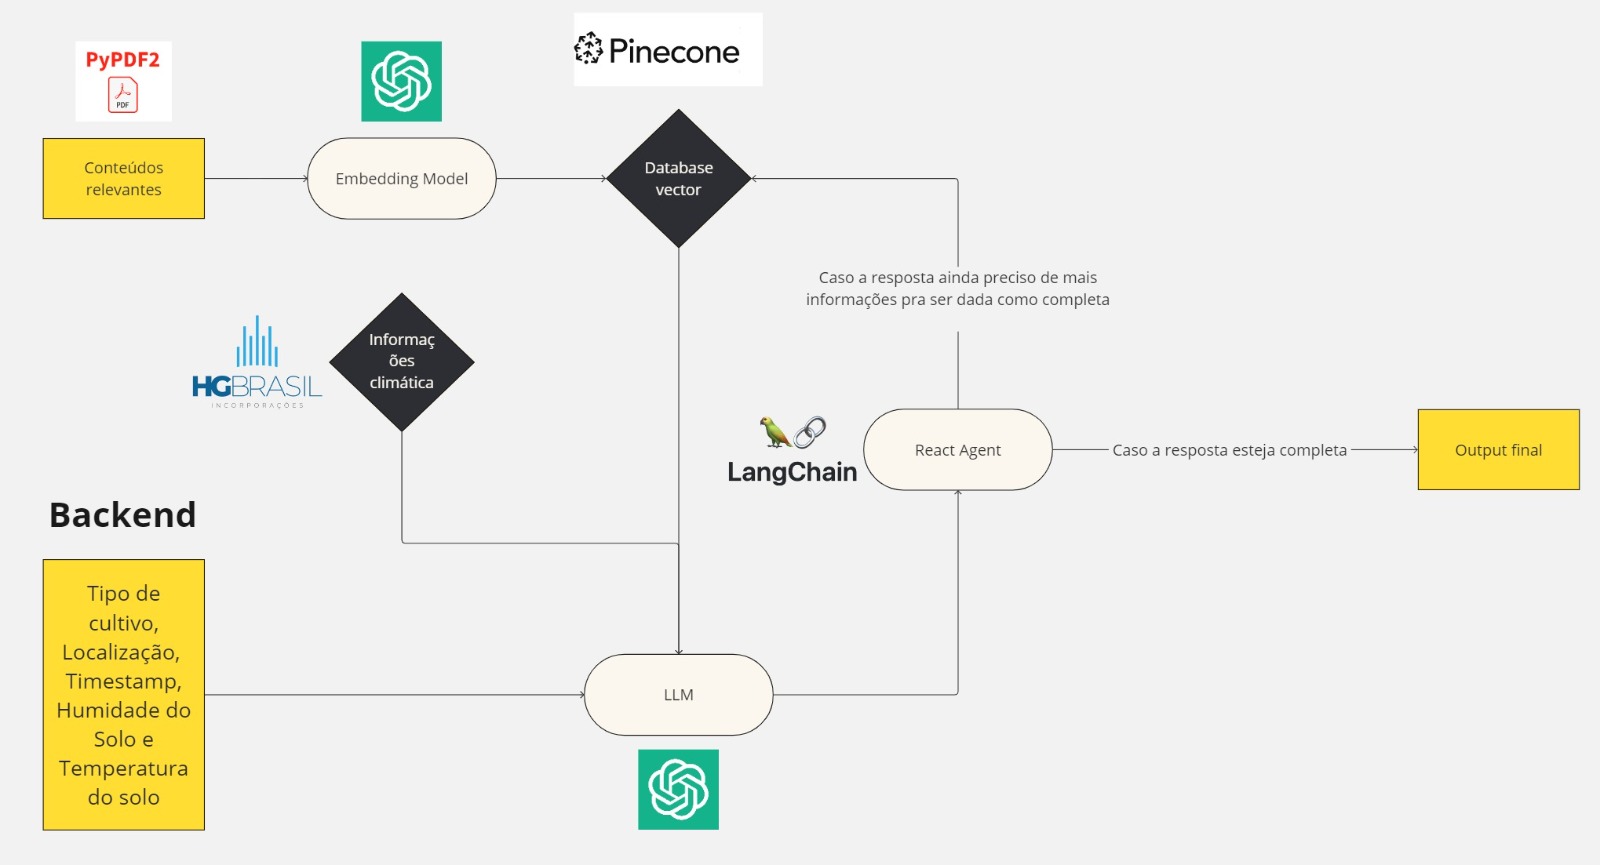 PyPDF2
PDF
Pinecone
Conteúdos
relevantes
Embedding Model
Database
vector
Caso a resposta ainda preciso de mais
informações pra ser dada como completa
Informaç
ões
climática
HGBRASIL
INCORPORAÇÕES
LangChain
React Agent
Caso a resposta esteja completa
Output final
Backend
Tipo de
cultivo,
Localização,
Timestamp,
Humidade do
Solo e
Temperatura
do solo
LLM